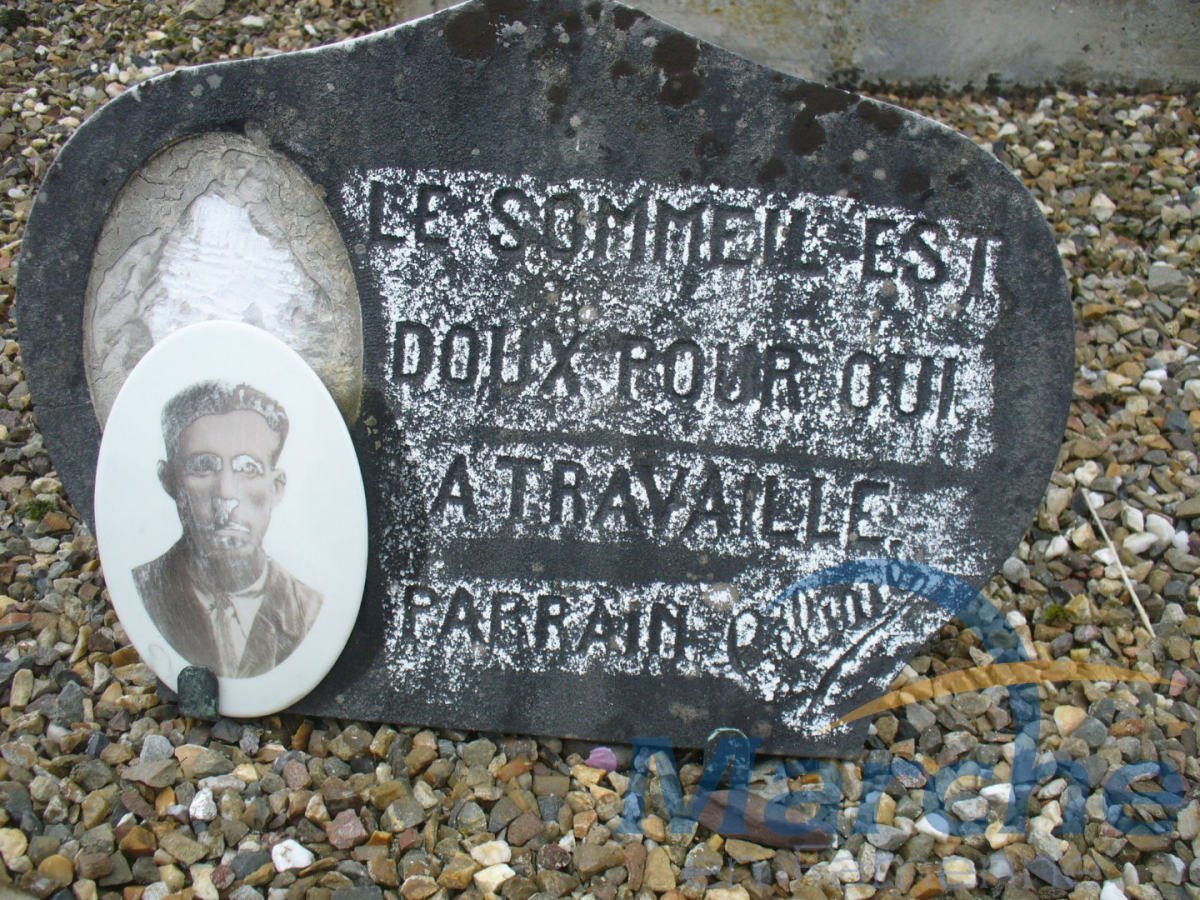 LE SOMMEIL EST
DOUX POUR QUI
A TRAVAILLE
PARRAIN
Marche